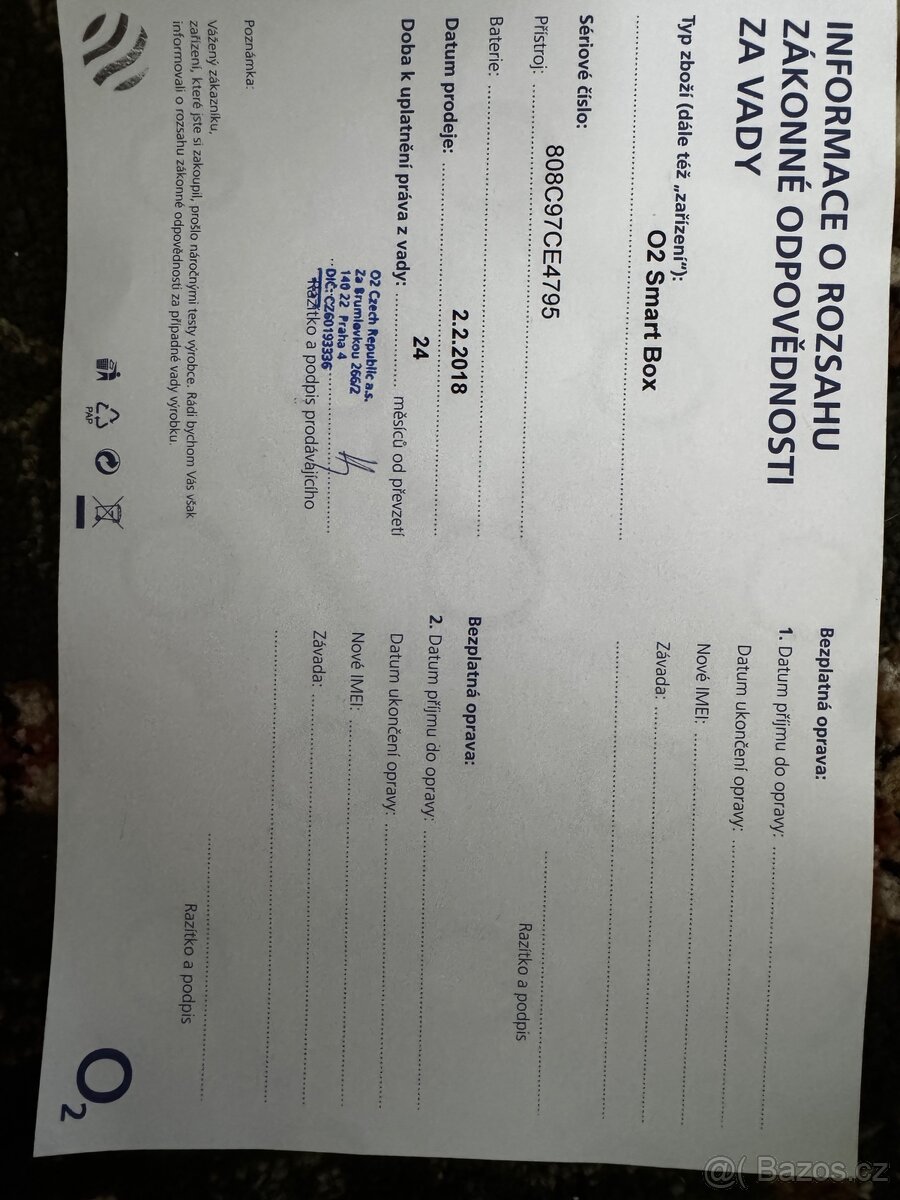 INFORMACE O ROZSAHU
ZÁKONNÉ ODPOVĚDNOSTI
ZA VADY
Typ zboží (dále též „zařízení"):
O2 Smart Box
Sériové číslo:
Přístroj: 808C97CE4795
Baterie:
Datum prodeje: 2.2.2018
Doba k uplatnění práva z vady: 24 měsíců od převzetí
O2 Czech Republic a.s.
Za Brumlovkou 266/2
140 22 Praha 4
DIČ: CZ60193336
Razítko a podpis prodávajícího
Poznámka:
Vážený zákazníku,
zařízení, které jste si zakoupil, prošlo náročnými testy výrobce. Rádi bychom Vás však
informovali o rozsahu zákonné odpovědnosti za případné vady výrobku.
PAP
Bezplatná oprava:
1. Datum příjmu do opravy:
Datum ukončení opravy:
Nové IMEI:
Závada:
Razítko a podpis
Bezplatná oprava:
2. Datum příjmu do opravy:
Datum ukončení opravy:
Nové IMEI:
Závada:
Razítko a podpis
O2
@( Bazos.cz